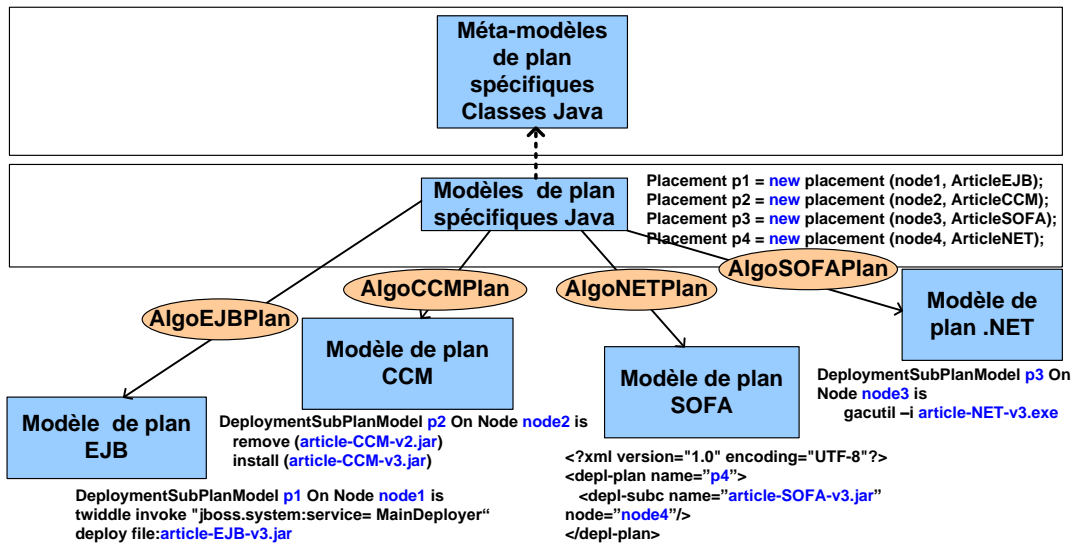 Méta-modèles
de plan
spécifiques
Classes Java
Modèles de plan
spécifiques Java
Placement p1 = new placement (node1, ArticleEJB);
Placement p2 = new placement (node2, ArticleCCM);
Placement p3 = new placement (node3, ArticleSOFA);
Placement p4 = new placement (node4, ArticleNET);
AlgoEJBPlan
AlgoCCMPlan
AlgoNETPlan
AlgoSOFAPlan
Modèle de plan
EJB
Modèle de plan
CCM
Modèle de plan
SOFA
Modèle de
plan .NET
DeploymentSubPlanModel p1 On Node node1 is
twiddle invoke "jboss.system:service= MainDeployer“
deploy file:article-EJB-v3.jar
DeploymentSubPlanModel p2 On Node node2 is
remove (article-CCM-v2.jar)
install (article-CCM-v3.jar)
<?xml version="1.0" encoding="UTF-8"?>
<depl-plan name=”p4”>
<depl-subc name=”article-SOFA-v3.jar”
node=”node4”/>
</depl-plan>
DeploymentSubPlanModel p3 On
Node node3 is
gacutil –i article-NET-v3.exe